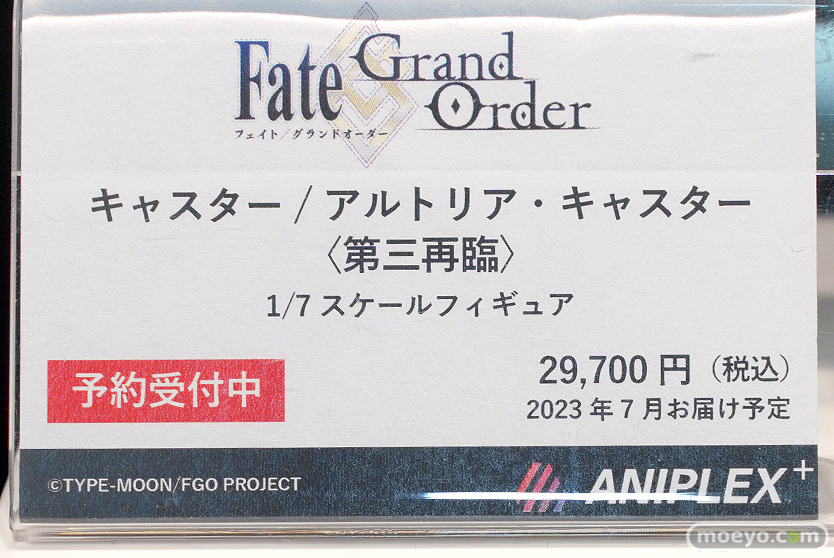 Fate Grand Order
フェイト/グランドオーダー
キャスター / アルトリア・キャスター
〈第三再臨〉
1/7 スケールフィギュア
予約受付中
29,700 円(税込)
2023 年 7 月お届け予定
©TYPE-MOON/FGO PROJECT
ANIPLEX+
moeyo.com